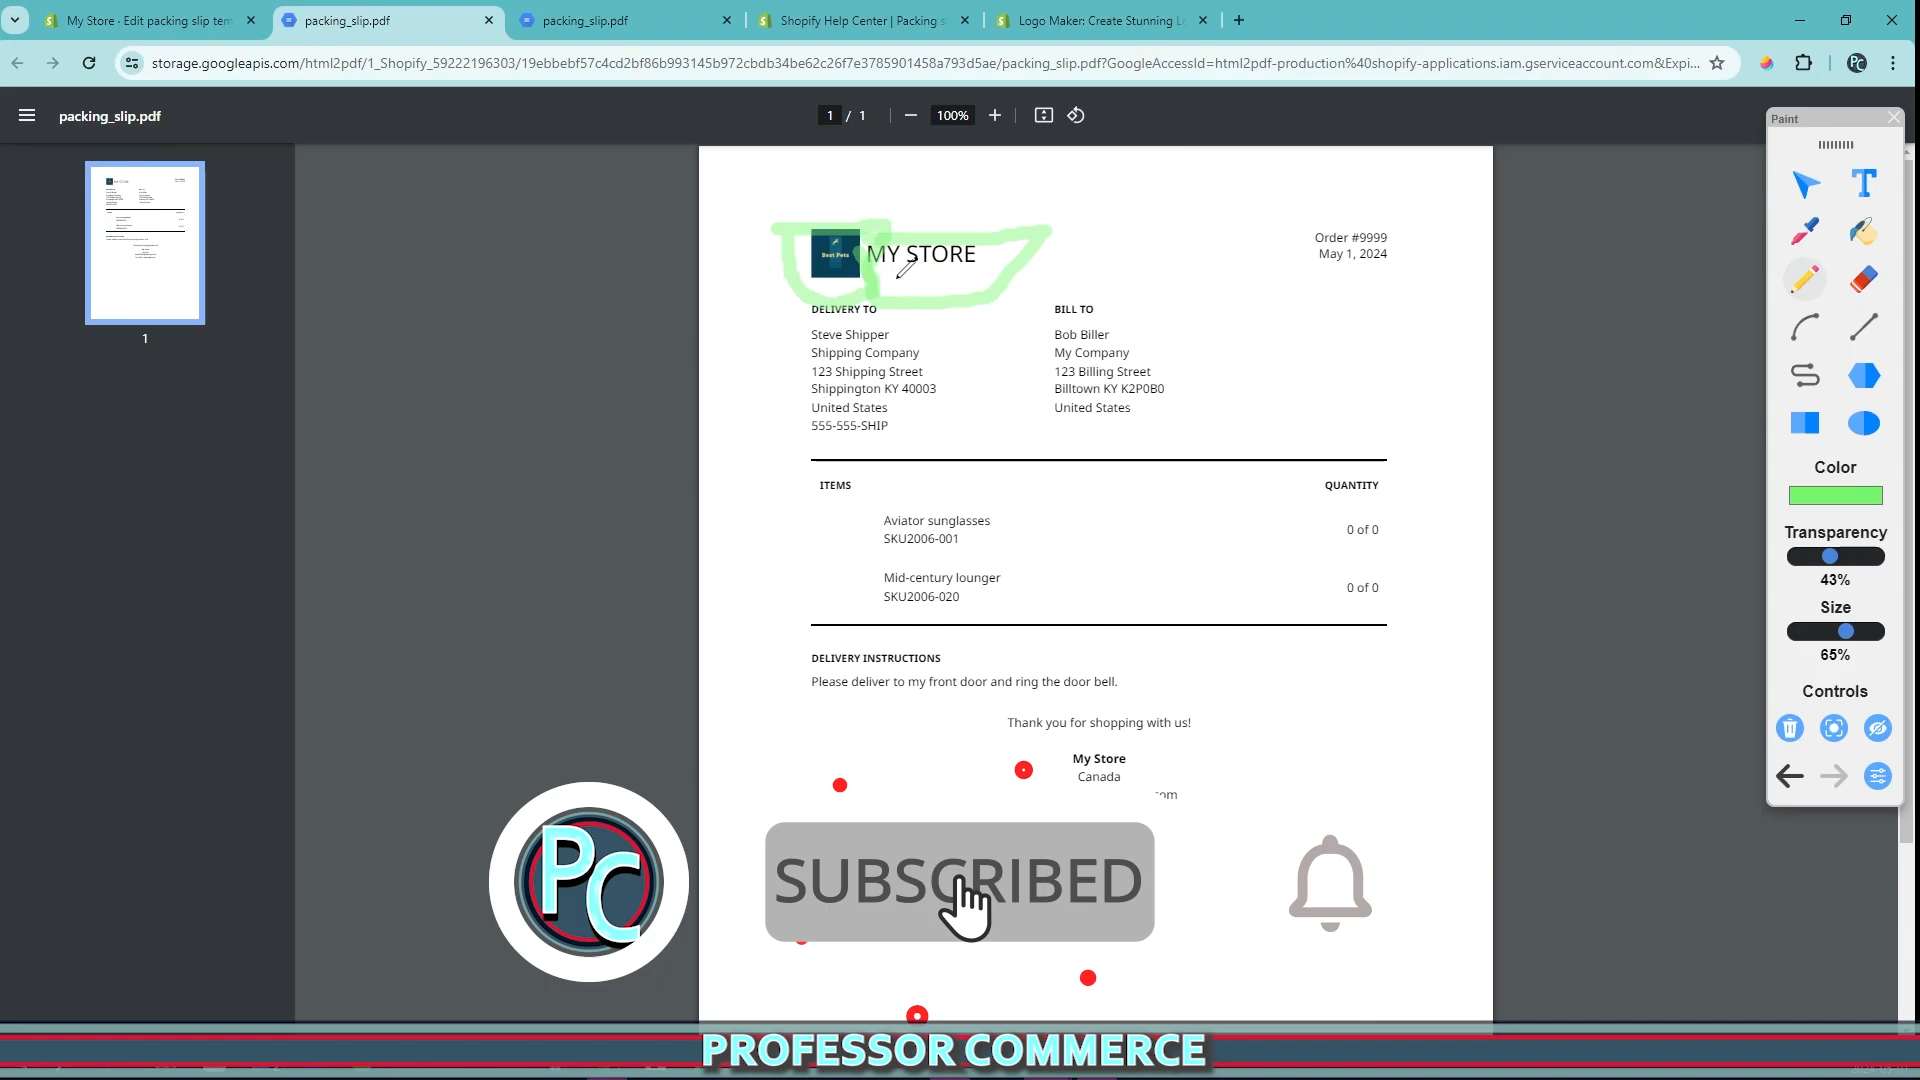 My Store · Edit packing slip tem
packing_slip.pdf
packing_slip.pdf
Shopify Help Center | Packing s
Logo Maker: Create Stunning L
storage.googleapis.com/html2pdf/1_Shopify_59222196303/19ebbebf57c4cd2bf86b993145b972cbdb34be62c26f7e3785901458a793d5ae/packing_slip.pdf?GoogleAccessId=html2pdf-production%40shopify-applications.iam.gserviceaccount.com&Expi...
packing_slip.pdf
1 / 1
100%
Paint
1
Best Pets
MY STORE
Order #9999
May 1, 2024
DELIVERY TO
Steve Shipper
Shipping Company
123 Shipping Street
Shippington KY 40003
United States
555-555-SHIP
BILL TO
Bob Biller
My Company
123 Billing Street
Billtown KY K2P0B0
United States
ITEMS
QUANTITY
Aviator sunglasses
SKU2006-001
0 of 0
Mid-century lounger
SKU2006-020
0 of 0
DELIVERY INSTRUCTIONS
Please deliver to my front door and ring the door bell.
Thank you for shopping with us!
My Store
Canada
com
Color
Transparency
43%
Size
65%
Controls
PC
SUBSCRIBED
PROFESSOR COMMERCE